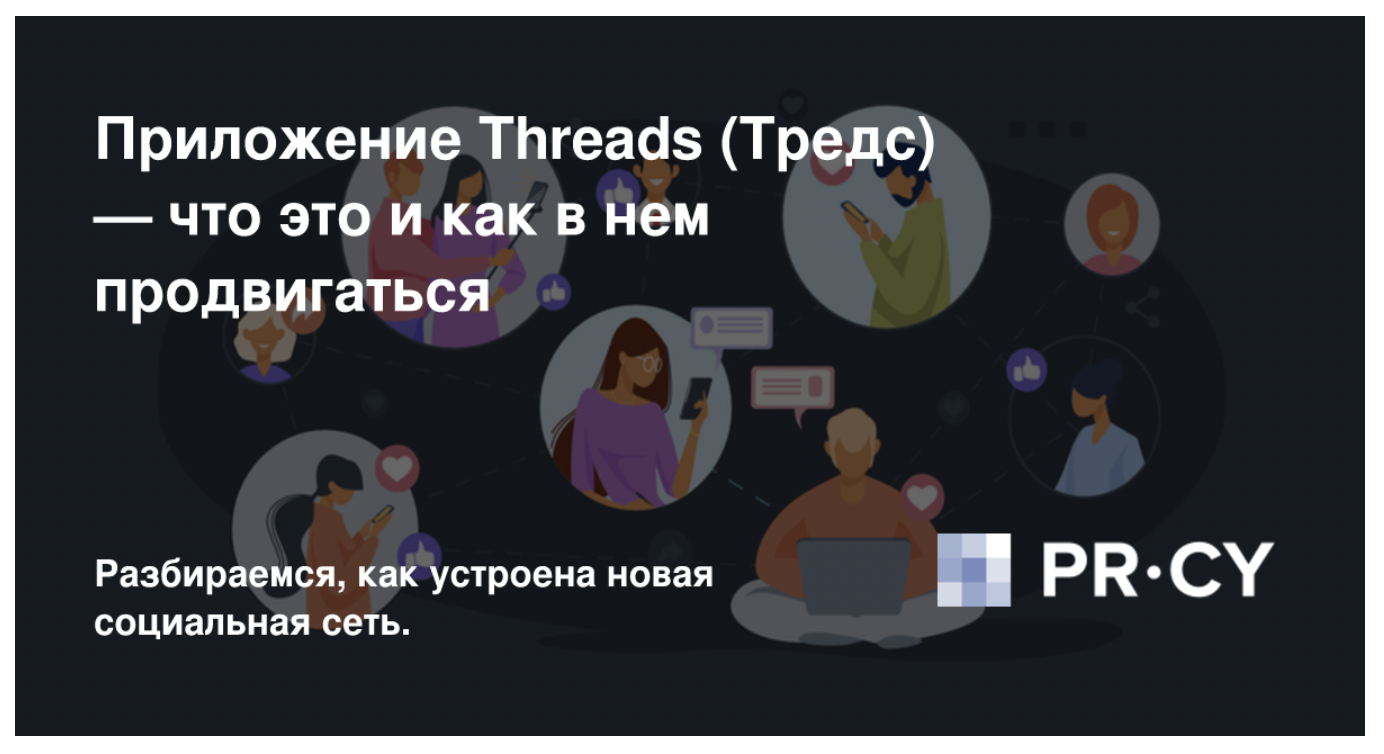 Приложение Threads (Тредс)
— что это и как в нем
продвигаться
Разбираемся, как устроена новая
социальная сеть.
PR·CY